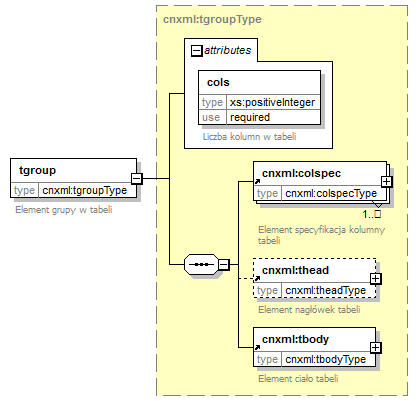 cnxml:tgroupType
attributes
cols
type xs:positiveInteger
use required
Liczba kolumn w tabeli
tgroup
type cnxml:tgroupType
Element grupy w tabeli
cnxml:colspec
type cnxml:colspecType
1..□
Element specyfikacja kolumny
tabeli
cnxml:thead
type cnxml:theadType
Element nagłówek tabeli
cnxml:tbody
type cnxml:tbodyType
Element ciało tabeli